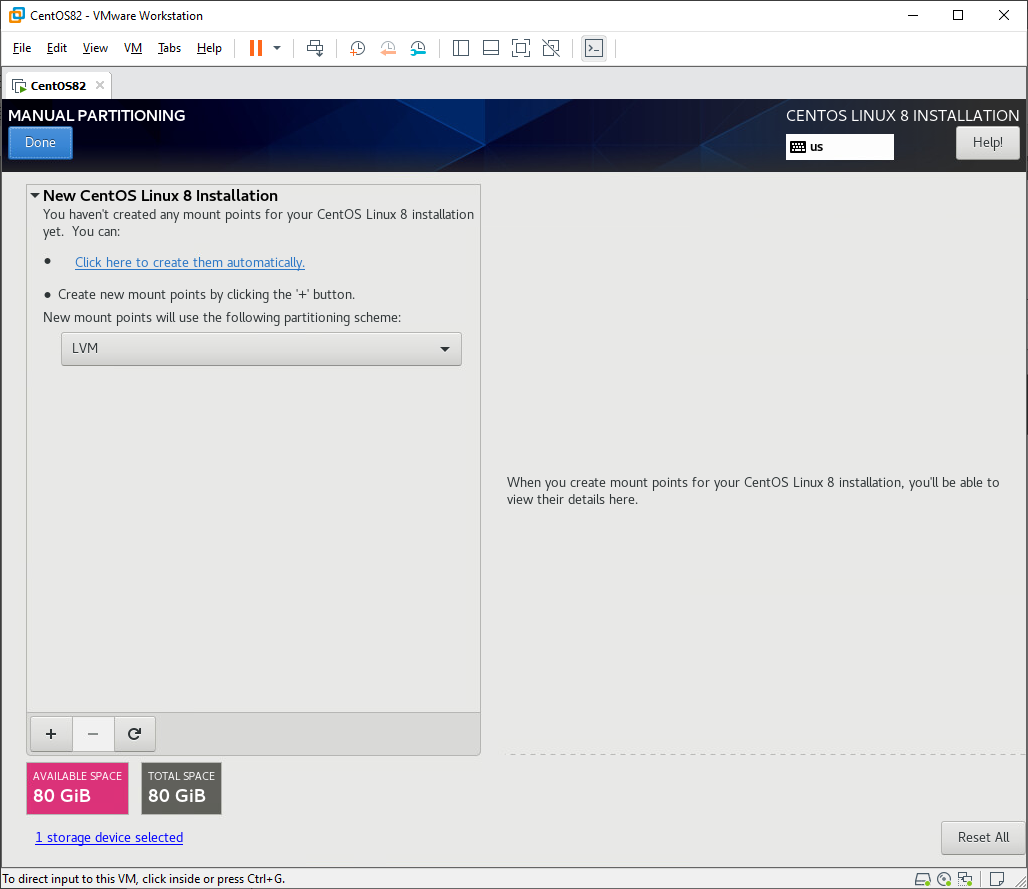 CentOS82 - VMware Workstation
File Edit View VM Tabs Help
CentOS82
MANUAL PARTITIONING
CENTOS LINUX 8 INSTALLATION
Done
us
Help!
New CentOS Linux 8 Installation
You haven't created any mount points for your CentOS Linux 8 installation
yet. You can:
• Click here to create them automatically.
• Create new mount points by clicking the '+' button.
New mount points will use the following partitioning scheme:
LVM
When you create mount points for your CentOS Linux 8 installation, you'll be able to
view their details here.
AVAILABLE SPACE
80 GiB
TOTAL SPACE
80 GiB
1 storage device selected
Reset All
To direct input to this VM, click inside or press Ctrl+G.